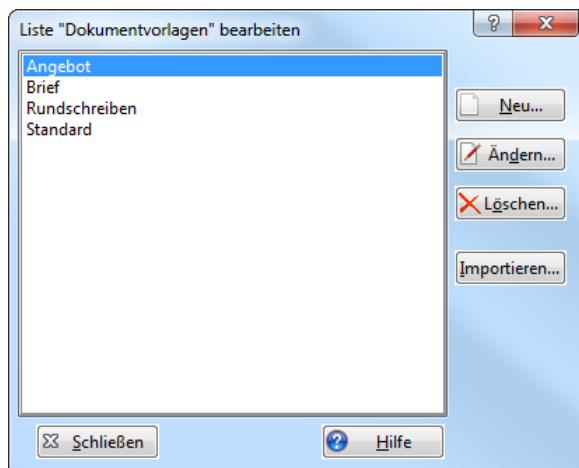 Liste "Dokumentvorlagen" bearbeiten
Angebot
Brief
Rundschreiben
Standard
Neu...
Ändern...
Löschen...
Importieren...
Schließen
Hilfe